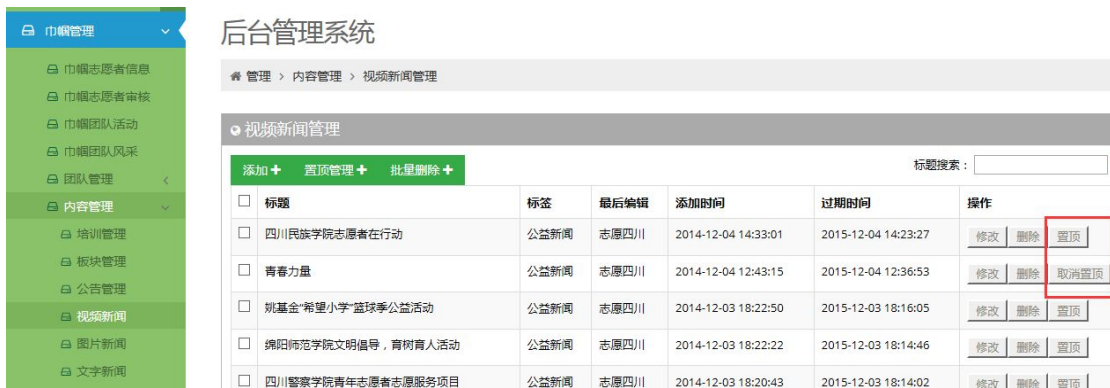 巾帼管理
巾帼志愿者信息
巾帼志愿者审核
巾帼团队活动
巾帼团队风采
团队管理
内容管理
培训管理
板块管理
公告管理
视频新闻
图片新闻
文字新闻
后台管理系统
管理 > 内容管理 > 视频新闻管理
视频新闻管理
添加 置顶管理 批量删除 标题搜索：
标题 标签 最后编辑 添加时间 过期时间 操作
四川民族学院志愿者在行动 公益新闻 志愿四川 2014-12-04 14:33:01 2015-12-04 14:23:27 修改 删除 置顶
青春力量 公益新闻 志愿四川 2014-12-04 12:43:15 2015-12-04 12:36:53 修改 删除 取消置顶
姚基金“希望小学”篮球季公益活动 公益新闻 志愿四川 2014-12-03 18:22:50 2015-12-03 18:16:05 修改 删除 置顶
绵阳师范学院文明倡导，育树育人活动 公益新闻 志愿四川 2014-12-03 18:22:22 2015-12-03 18:14:46 修改 删除 置顶
四川警察学院青年志愿者志愿服务项目 公益新闻 志愿四川 2014-12-03 18:20:43 2015-12-03 18:14:02 修改 删除 置顶